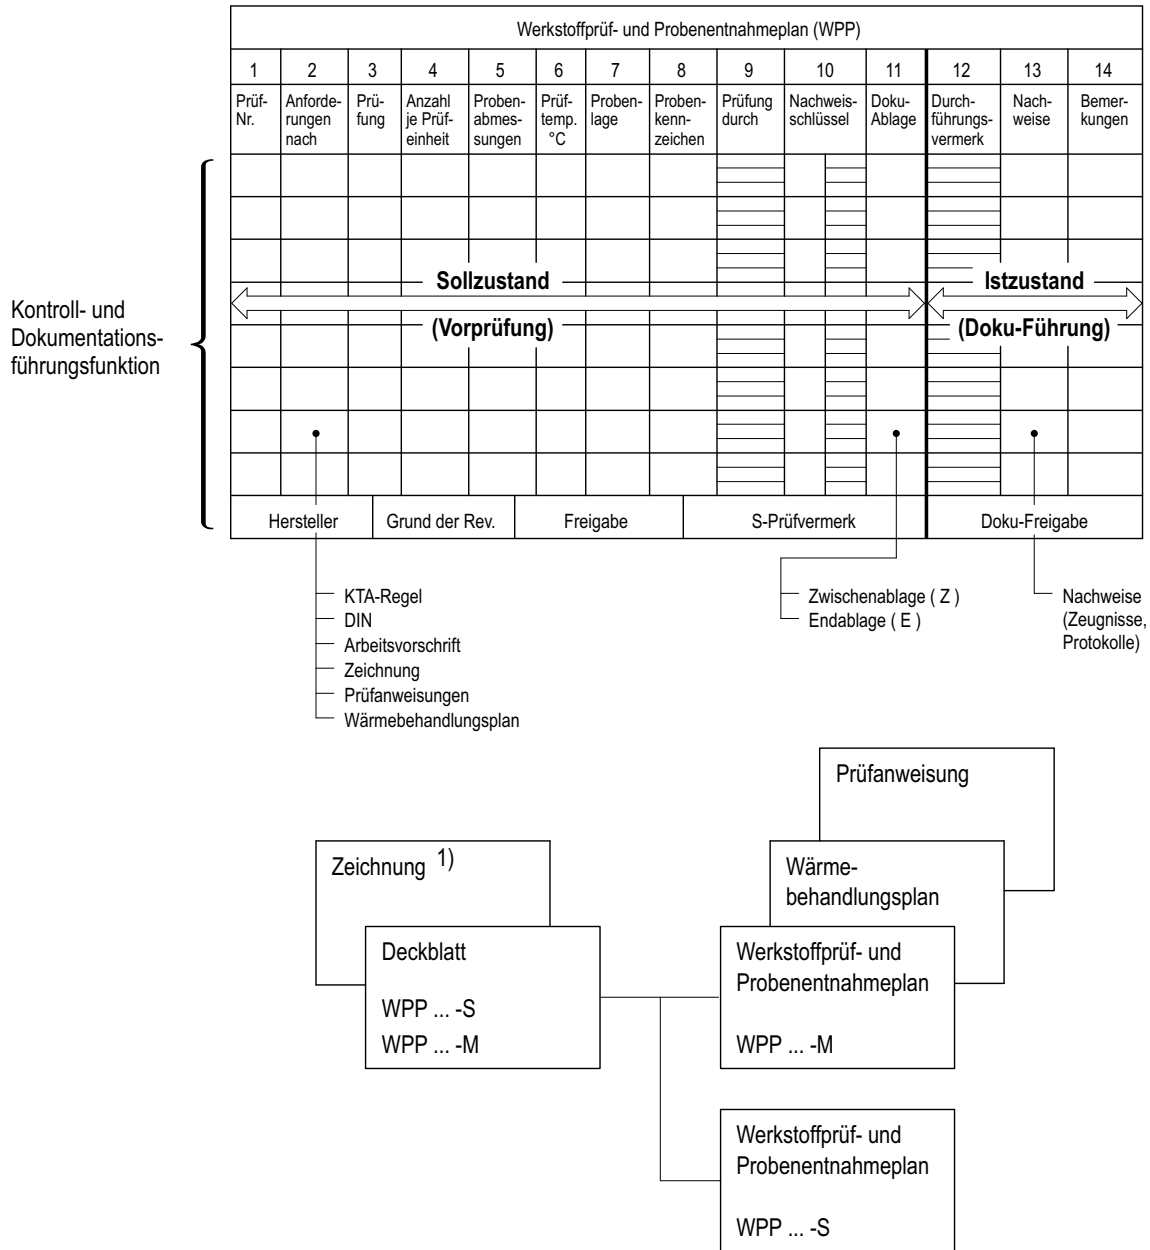 Werkstoffprüf- und Probenentnahmeplan (WPP)
1 2 3 4 5 6 7 8 9 10 11 12 13 14
Prüf- Anforde- Prü- Anzahl Proben- Prüf- Proben- Proben- Prüfung Nachweis- Doku- Durch- Nach- Bemer-
Nr. rungen fung je Prüf- abmes- temp. lage kenn- durch schlüssel Ablage führungs- weise kungen
nach einheit sungen °C zeichen vermerk
Sollzustand Istzustand
(Vorprüfung) (Doku-Führung)
Kontroll- und
Dokumentations-
führungsfunktion
Hersteller Grund der Rev. Freigabe S-Prüfvermerk Doku-Freigabe
KTA-Regel
DIN
Arbeitsvorschrift
Zeichnung
Prüfanweisungen
Wärmebehandlungsplan
Zwischenablage ( Z )
Endablage ( E )
Nachweise
(Zeugnisse,
Protokolle)
Prüfanweisung
Zeichnung 1)
Wärme-
behandlungsplan
Deckblatt
WPP ... -S
WPP ... -M
Werkstoffprüf- und
Probenentnahmeplan
WPP ... -M
Werkstoffprüf- und
Probenentnahmeplan
WPP ... -S